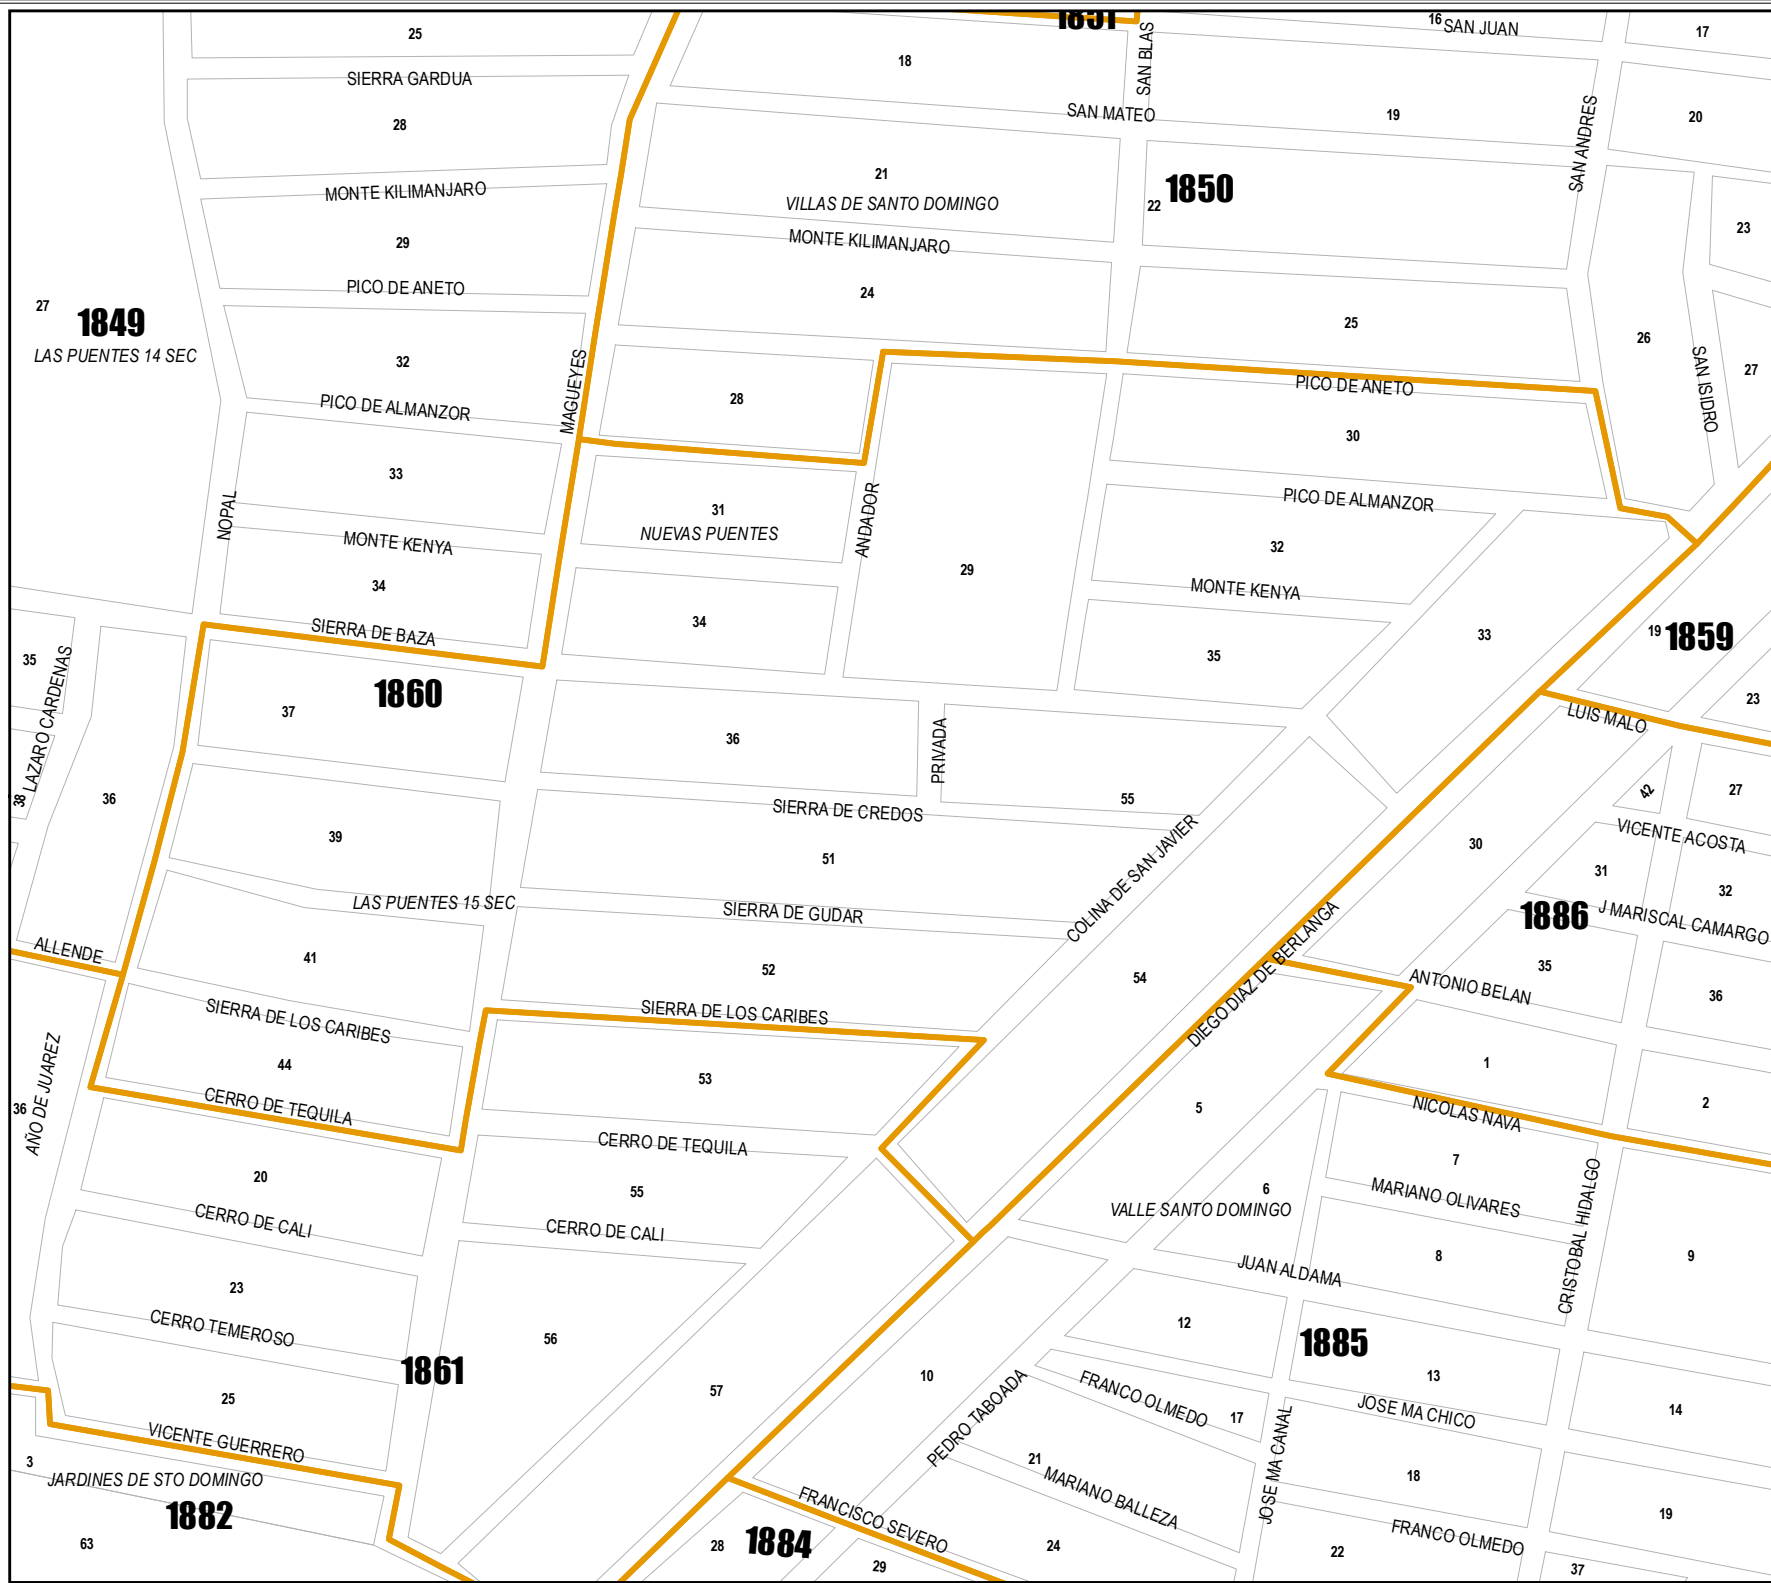 1851
16
SAN JUAN
17
25
18
SAN BLAS
SIERRA GARDUA
28
SAN MATEO
19
SAN ANDRES
20
21
VILLAS DE SANTO DOMINGO
1850
22
MONTE KILIMANJARO
29
MONTE KILIMANJARO
23
PICO DE ANETO
24
27
1849
LAS PUENTES 14 SEC
25
26
SAN ISIDRO
27
32
MAGUEYES
PICO DE ALMANZOR
28
PICO DE ANETO
30
33
NOPAL
31
NUEVAS PUENTES
ANDADOR
PICO DE ALMANZOR
MONTE KENYA
32
29
34
MONTE KENYA
SIERRA DE BAZA
34
33
19
1859
35
LAZARO CARDENAS
35
23
1860
37
36
PRIVADA
LUIS MALO
38
36
55
42
27
SIERRA DE CREDOS
VICENTE ACOSTA
39
51
COLINA DE SAN JAVIER
30
31
32
LAS PUENTES 15 SEC
SIERRA DE GUDAR
1886
J MARISCAL CAMARGO
ALLENDE
41
52
54
DIEGO DIAZ DE BERLANGA
35
ANTONIO BELAN
36
SIERRA DE LOS CARIBES
SIERRA DE LOS CARIBES
44
53
1
AÑO DE JUAREZ
36
CERRO DE TEQUILA
5
NICOLAS NAVA
2
CERRO DE TEQUILA
20
55
6
7
MARIANO OLIVARES
VALLE SANTO DOMINGO
CERRO DE CALI
CERRO DE CALI
CRISTOBAL HIDALGO
8
9
JUAN ALDAMA
23
CERRO TEMEROSO
56
12
1885
1861
57
10
PEDRO TABOADA
FRANCO OLMEDO
17
13
JOSE MA CHICO
14
25
VICENTE GUERRERO
JOSE MA CANAL
3
JARDINES DE STO DOMINGO
21
MARIANO BALLEZA
18
1882
FRANCISCO SEVERO
19
63
28
1884
29
24
22
FRANCO OLMEDO
37